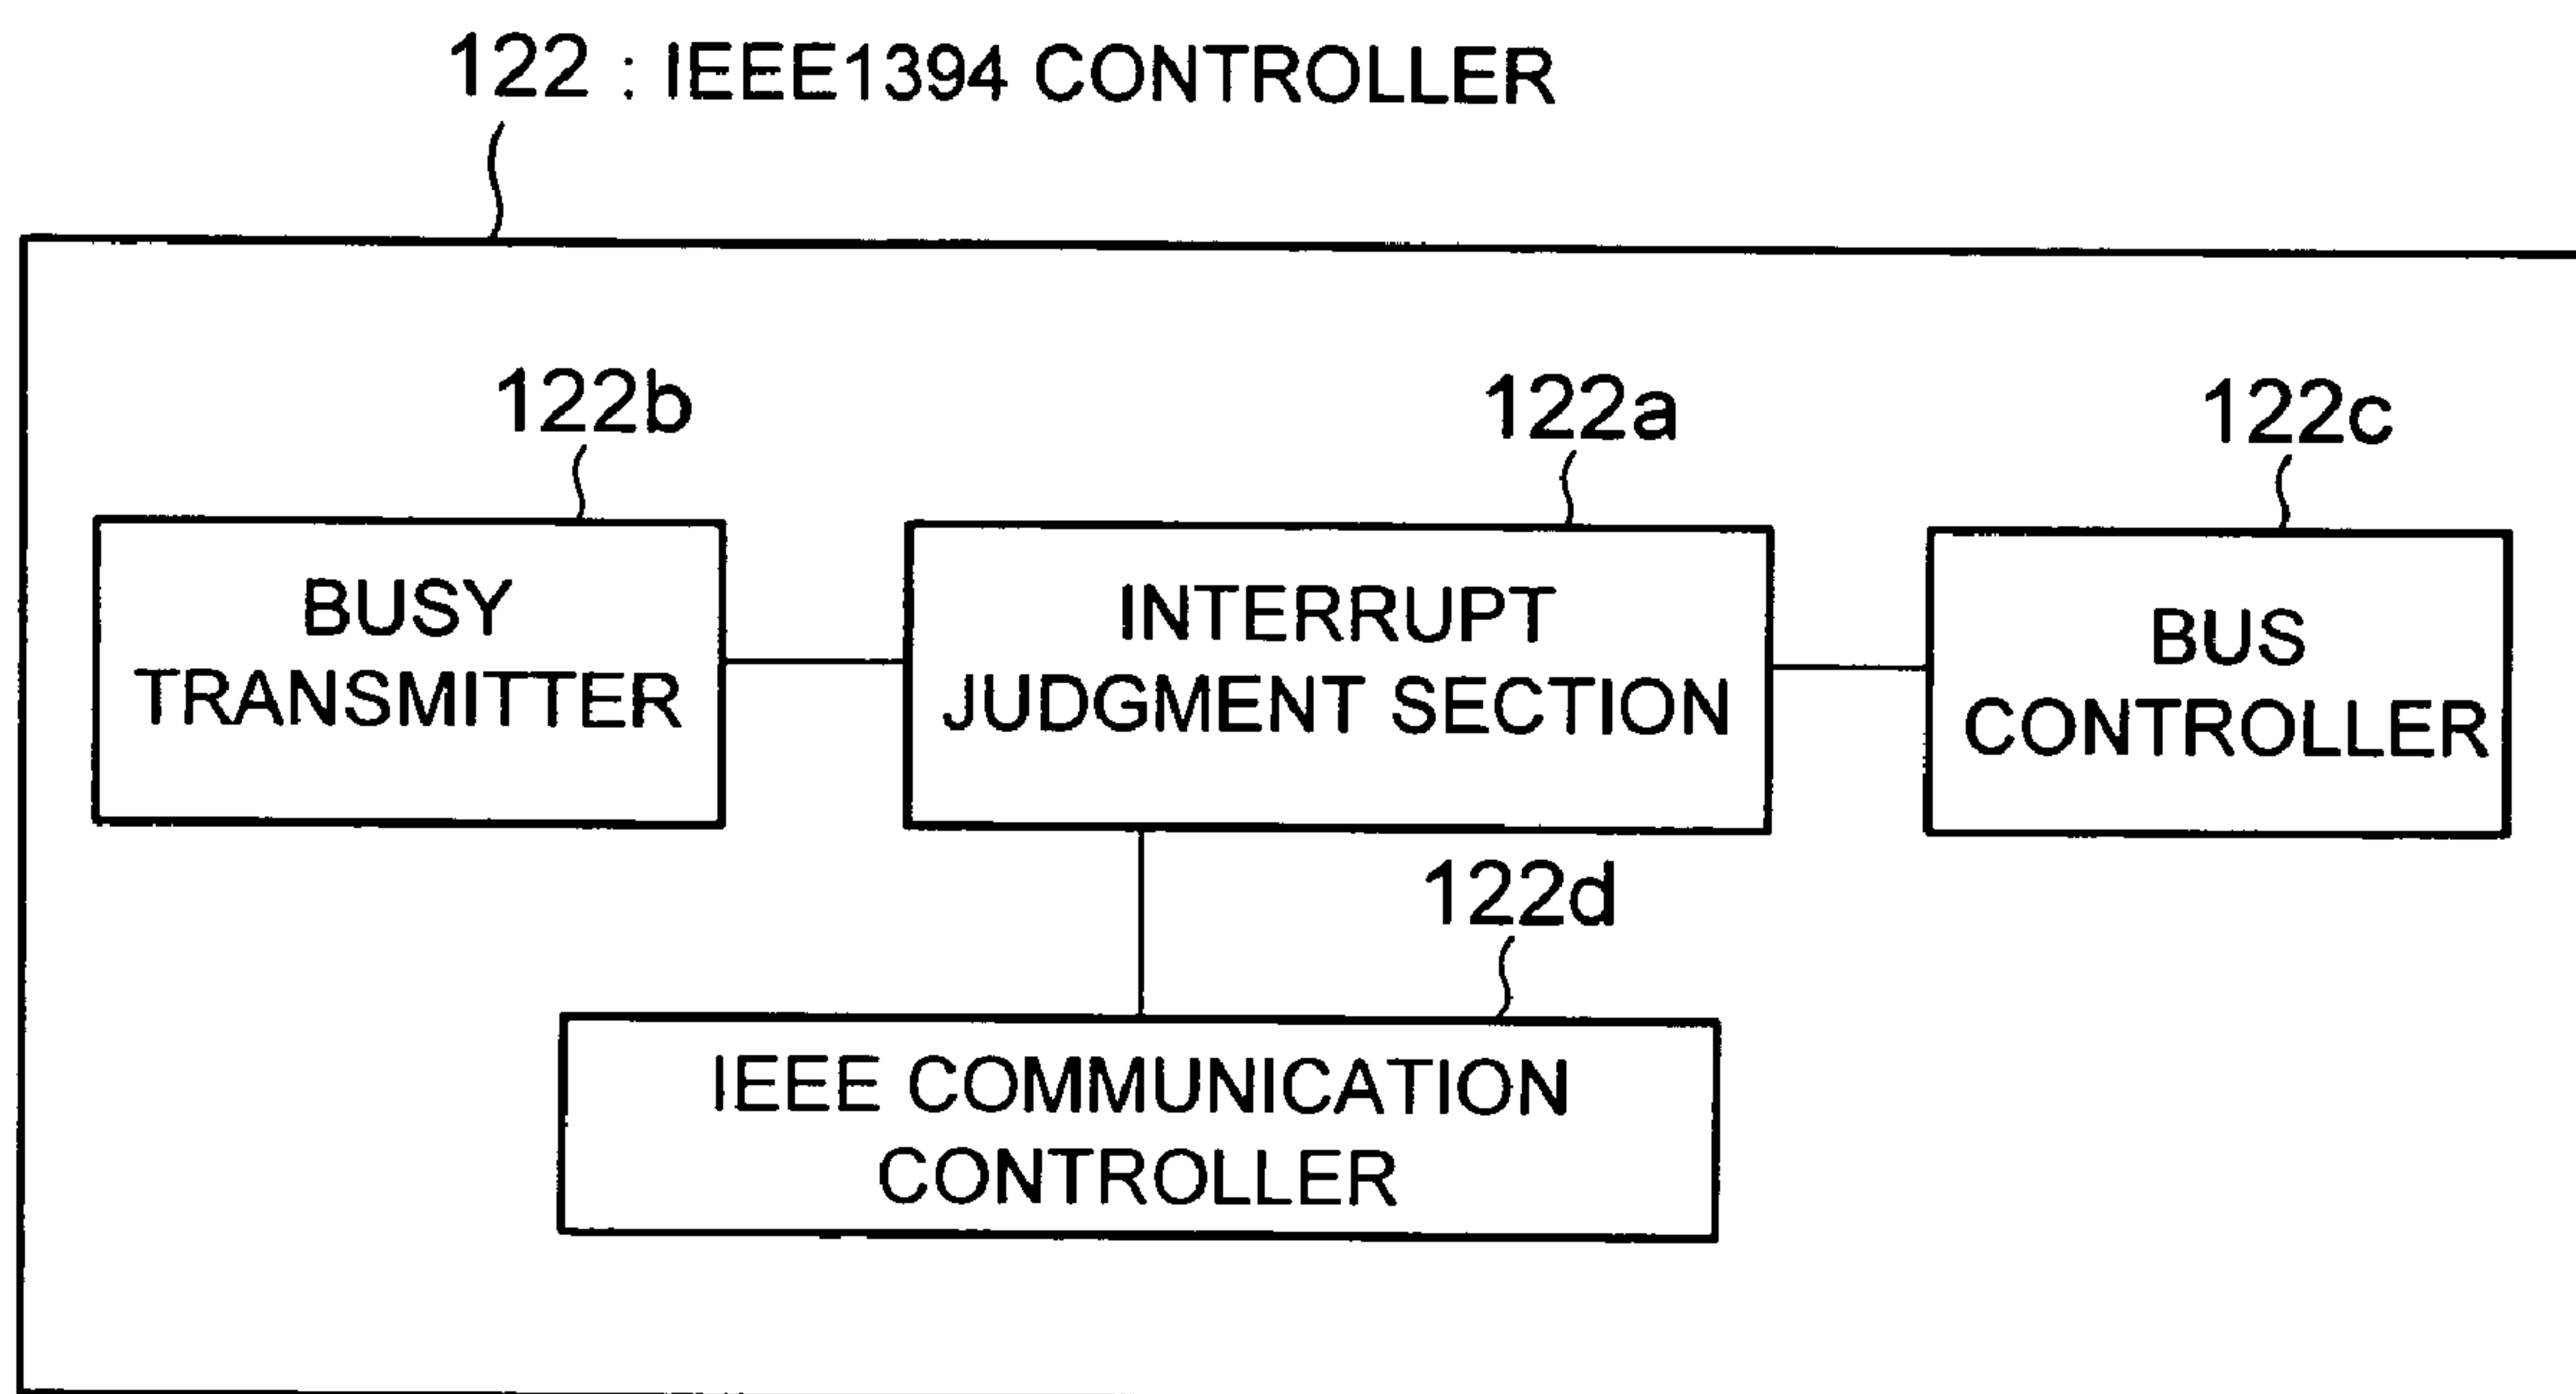 122 : IEEE1394 CONTROLLER
122b
122a
122c
BUSY
TRANSMITTER
INTERRUPT
JUDGMENT SECTION
BUS
CONTROLLER
122d
IEEE COMMUNICATION
CONTROLLER